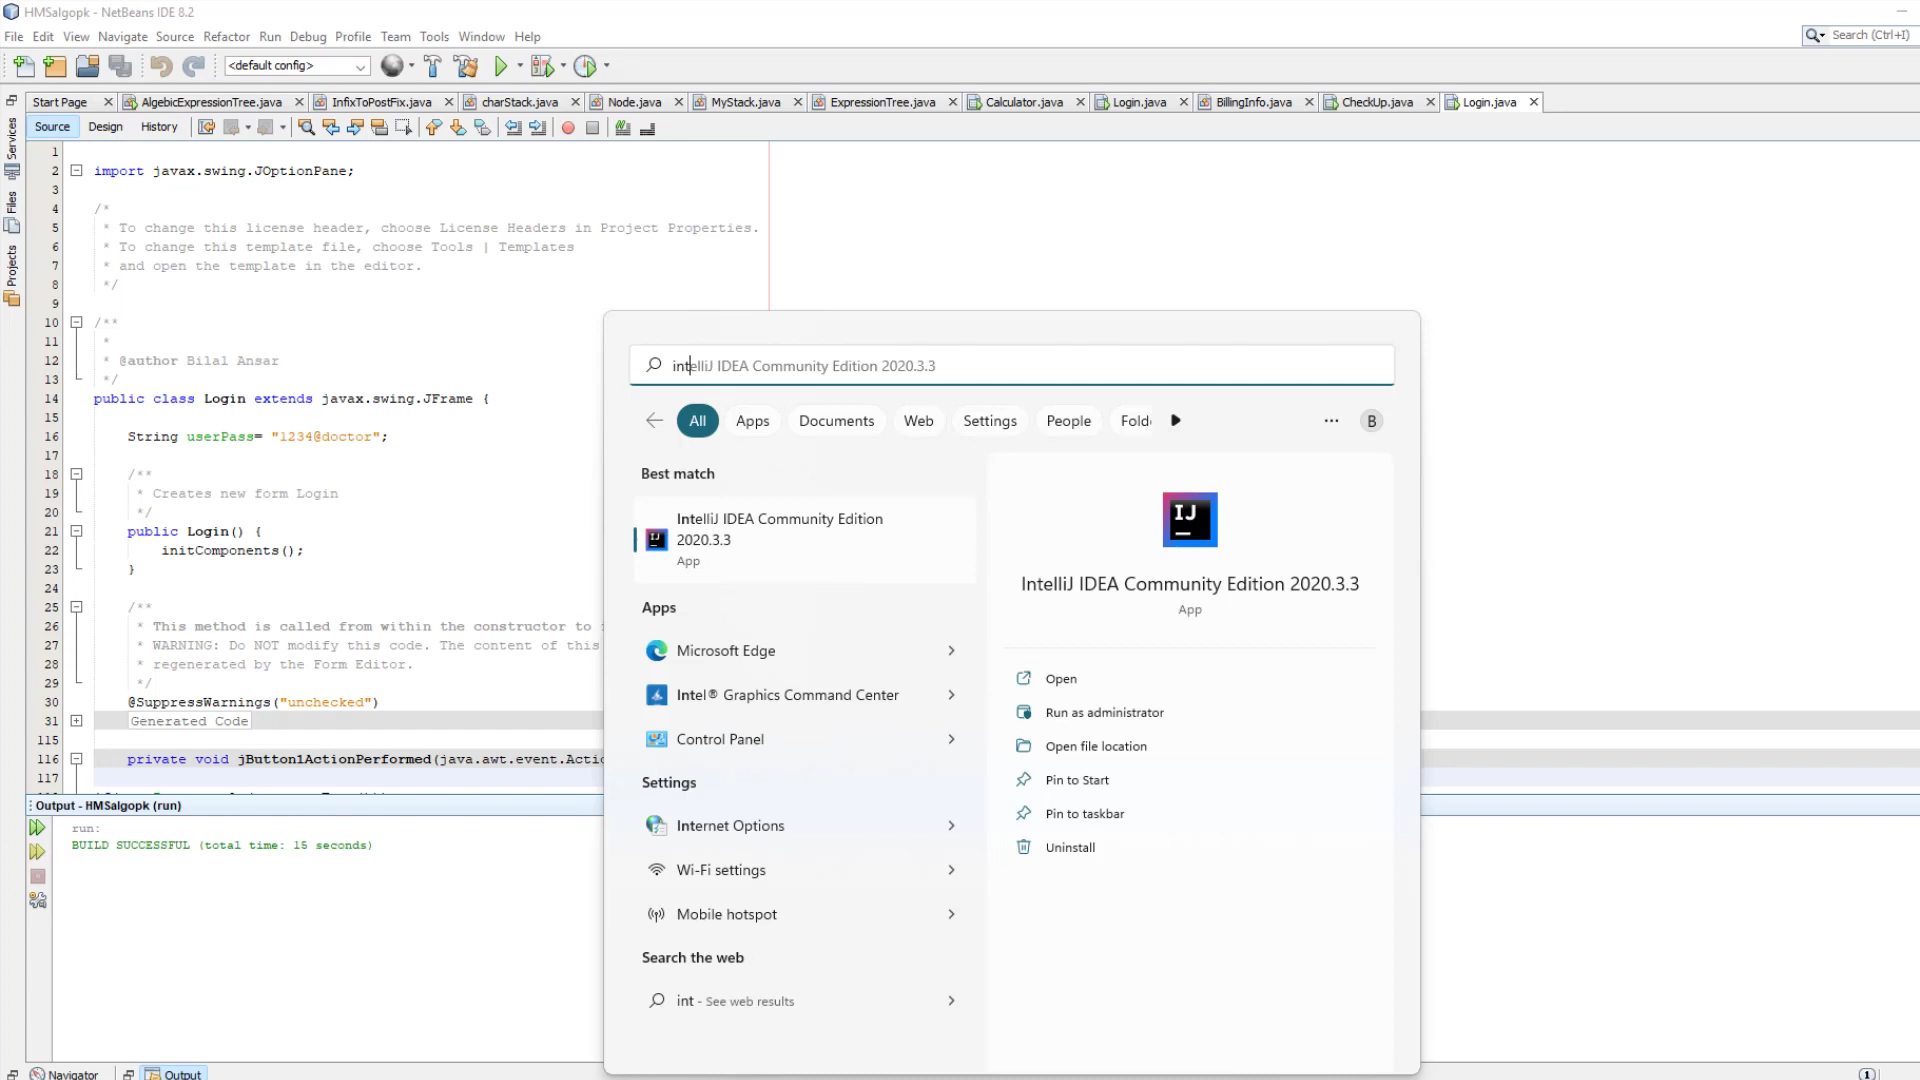 HMSalgopk - NetBeans IDE 8.2
File Edit View Navigate Source Refactor Run Debug Profile Team Tools Window Help
Search (Ctrl+I)
<default config>
Start Page AlgebicExpressionTree.java InfixToPostFix.java charStack.java Node.java MyStack.java ExpressionTree.java Calculator.java Login.java BillingInfo.java CheckUp.java Login.java
Source Design History
Services
Files
Projects
1
2 import javax.swing.JOptionPane;
3
4 /*
5 * To change this license header, choose License Headers in Project Properties.
6 * To change this template file, choose Tools | Templates
7 * and open the template in the editor.
8 */
9
10 /**
11 *
12 * @author Bilal Ansar
13 */
14 public class Login extends javax.swing.JFrame {
15
16 String userPass= "1234@doctor";
17
18 /**
19 * Creates new form Login
20 */
21 public Login() {
22 initComponents();
23 }
24
25 /**
26 * This method is called from within the constructor to
27 * WARNING: Do NOT modify this code. The content of this
28 * regenerated by the Form Editor.
29 */
30 @SuppressWarnings("unchecked")
31 Generated Code
115
116 private void jButton1ActionPerformed(java.awt.event.Actio
117
Output - HMSalgopk (run)
run:
BUILD SUCCESSFUL (total time: 15 seconds)
Navigator Output
1
intelliJ IDEA Community Edition 2020.3.3
All Apps Documents Web Settings People Folde
B
Best match
IntelliJ IDEA Community Edition
2020.3.3
App
Apps
Microsoft Edge
Intel® Graphics Command Center
Control Panel
Settings
Internet Options
Wi-Fi settings
Mobile hotspot
Search the web
int - See web results
IJ
IntelliJ IDEA Community Edition 2020.3.3
App
Open
Run as administrator
Open file location
Pin to Start
Pin to taskbar
Uninstall